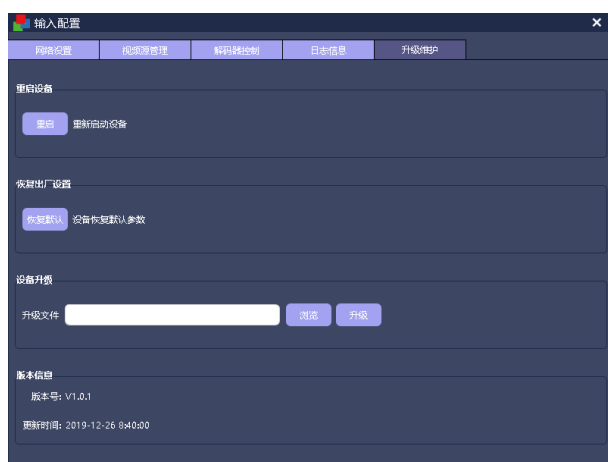 输入配置
网络设置 视频源管理 解码器控制 日志信息 升级维护
重启设备
重启 重新启动设备
恢复出厂设置
恢复默认 设备恢复默认参数
设备升级
升级文件 浏览 升级
版本信息
版本号: V1.0.1
更新时间: 2019-12-26 8:40:00